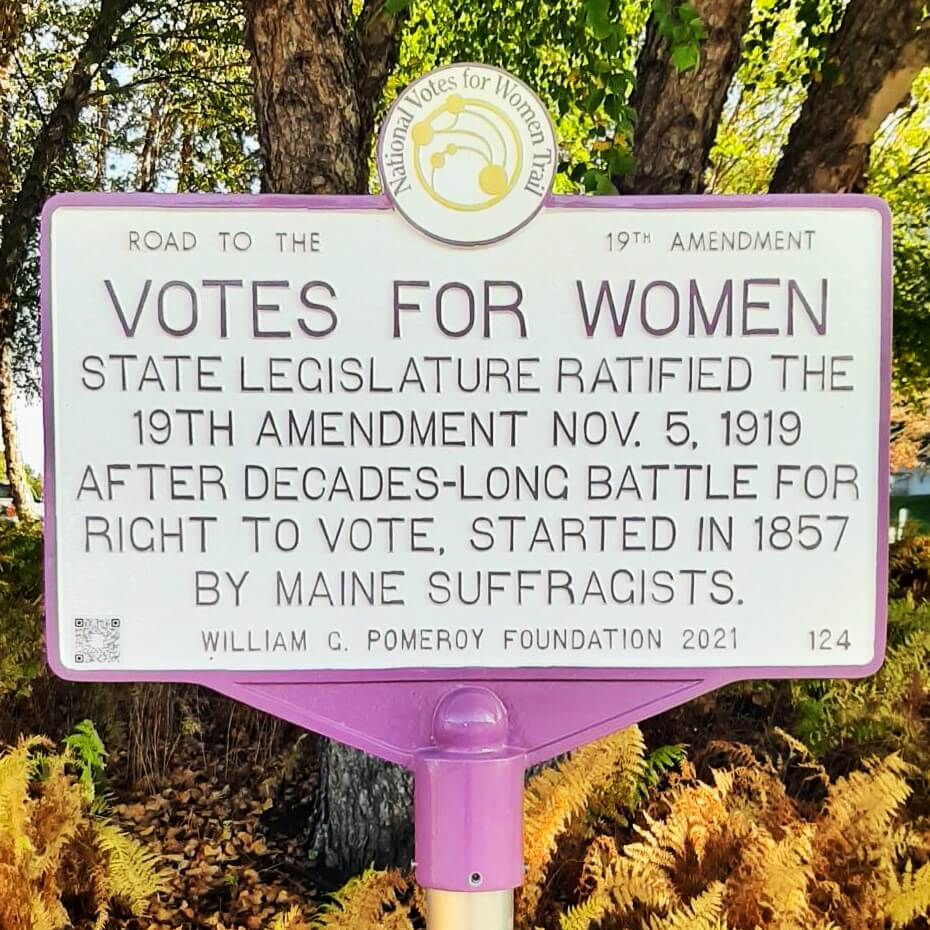 National Votes for Women Trail
ROAD TO THE
19TH AMENDMENT
VOTES FOR WOMEN
STATE LEGISLATURE RATIFIED THE
19TH AMENDMENT NOV. 5, 1919
AFTER DECADES-LONG BATTLE FOR
RIGHT TO VOTE, STARTED IN 1857
BY MAINE SUFFRAGISTS.
WILLIAM G. POMEROY FOUNDATION 2021
124